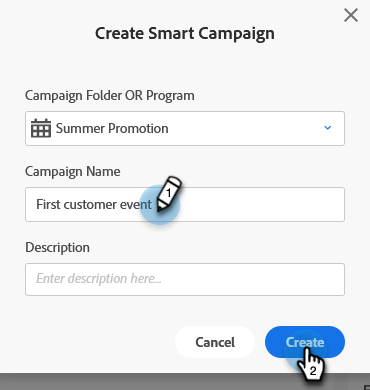 Create Smart Campaign
Campaign Folder OR Program
Summer Promotion
Campaign Name
First customer event
1
Description
Enter description here...
Cancel
Create
2